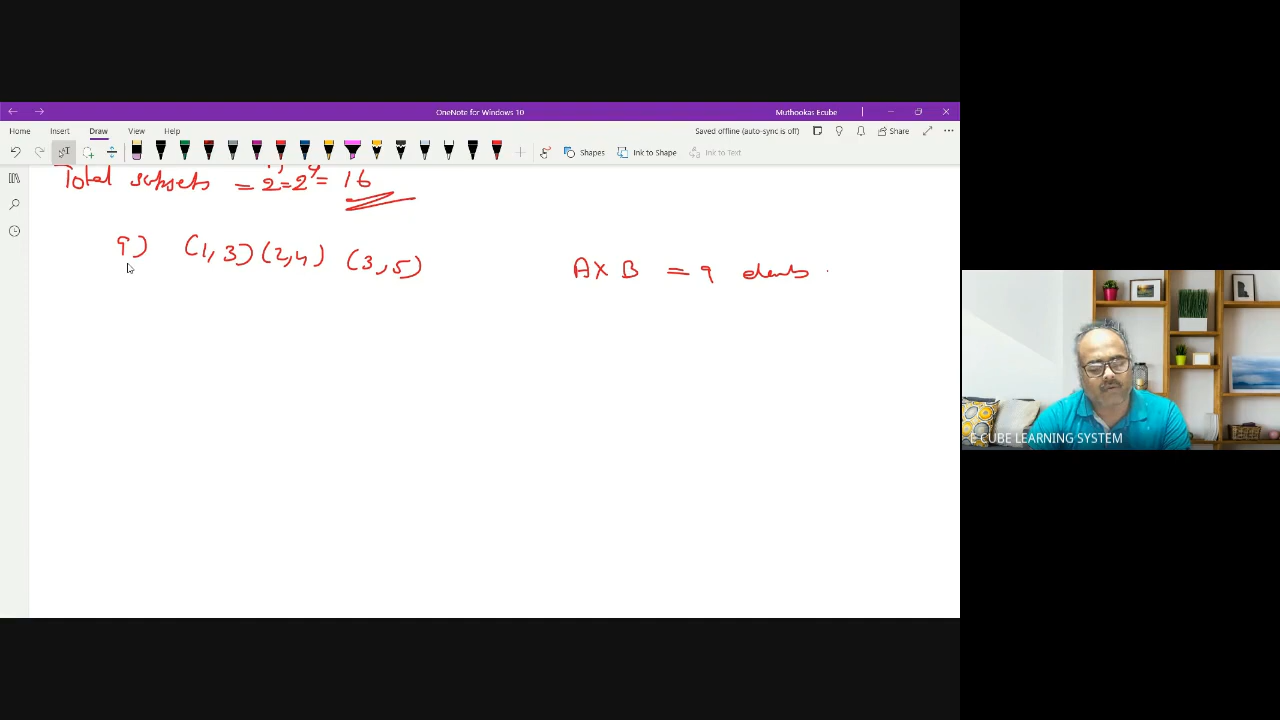 OneNote for Windows 10
Muthookas Ecube
Home Insert Draw View Help
Saved offline (auto-sync is off)
Share
Shapes
Ink to Shape
Ink to Text
Total subsets = 2 = 2⁴ = 16
9) (1, 3) (2,4) (3,5)
A X B = 9
E CUBE LEARNING SYSTEM